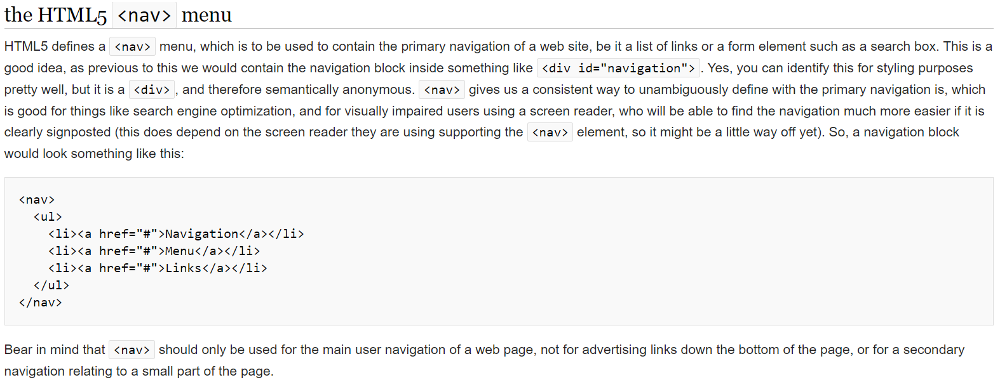 the HTML5 <nav> menu
HTML5 defines a <nav> menu, which is to be used to contain the primary navigation of a web site, be it a list of links or a form element such as a search box. This is a
good idea, as previous to this we would contain the navigation block inside something like <div id="navigation">. Yes, you can identify this for styling purposes
pretty well, but it is a <div>, and therefore semantically anonymous. <nav> gives us a consistent way to unambiguously define with the primary navigation is, which
is good for things like search engine optimization, and for visually impaired users using a screen reader, who will be able to find the navigation much more easier if it is
clearly signposted (this does depend on the screen reader they are using supporting the <nav> element, so it might be a little way off yet). So, a navigation block
would look something like this:
<nav>
  <ul>
    <li><a href="#">Navigation</a></li>
    <li><a href="#">Menu</a></li>
    <li><a href="#">Links</a></li>
  </ul>
</nav>
Bear in mind that <nav> should only be used for the main user navigation of a web page, not for advertising links down the bottom of the page, or for a secondary
navigation relating to a small part of the page.